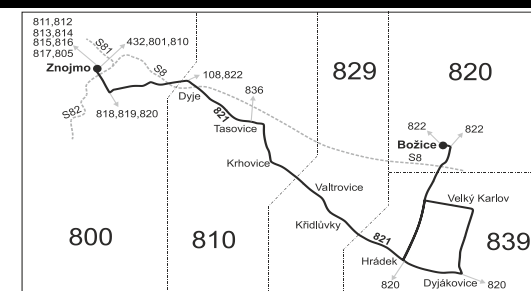 811,812
813,814
815,816
817,805
S81
432,801,810
Znojmo
S8
108,822
S82
818,819,820
Dyje
821
836
Tasovice
829
820
822
822
Božice
S8
Krhovice
Valtrovice
Velký Karlov
Křidlůvky
800
810
821
839
Hrádek
Dyjákovice
820
820